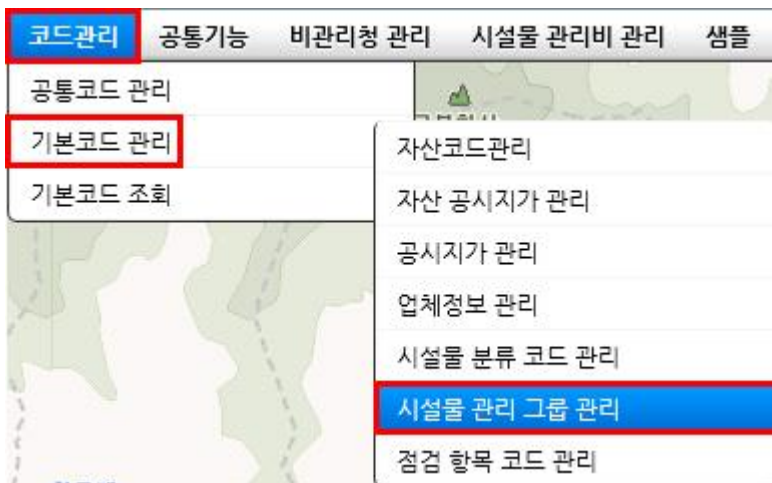 코드관리 공통기능 비관리청 관리 시설물 관리비 관리 샘플
공통코드 관리
기본코드 관리
기본코드 조회
자산코드관리
자산 공시지가 관리
공시지가 관리
업체정보 관리
시설물 분류 코드 관리
시설물 관리 그룹 관리
점검 항목 코드 관리